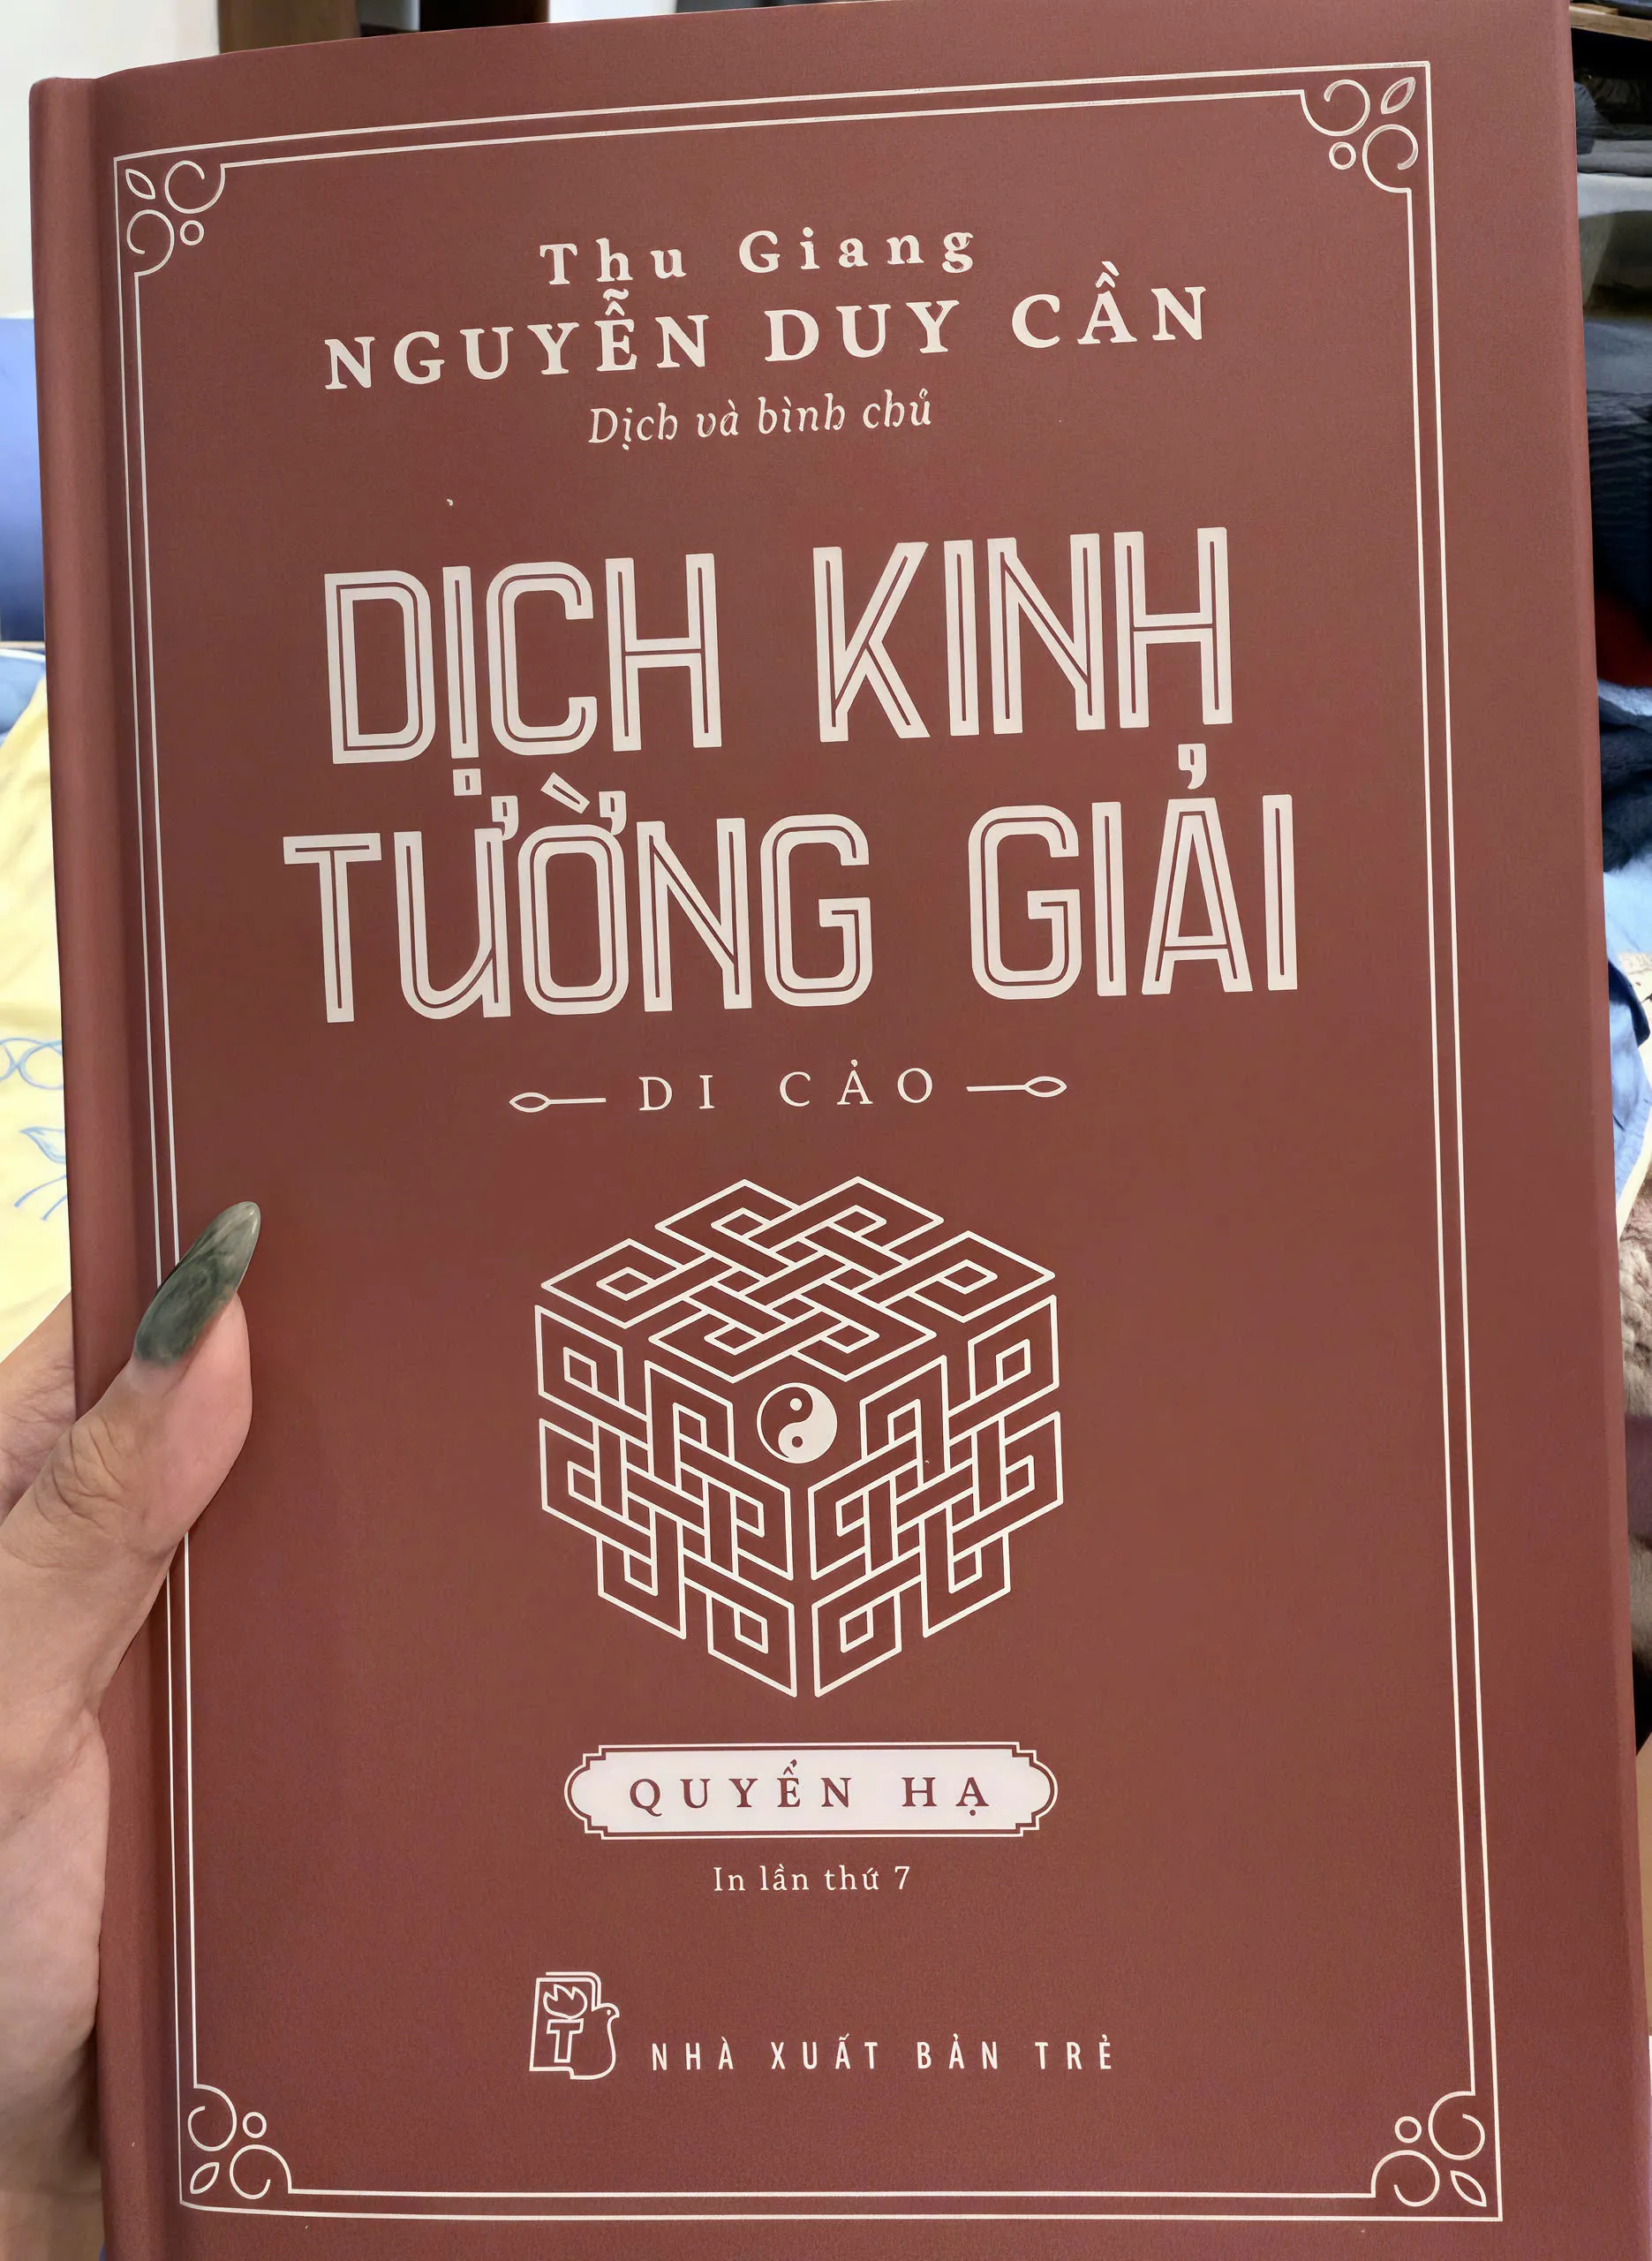 Thu Giang
NGUYỄN DUY CẦN
Dịch và bình chú
DỊCH KINH
TƯỜNG GIẢI
DI CẢO
QUYỂN HẠ
In lần thứ 7
T
NHÀ XUẤT BẢN TRẺ